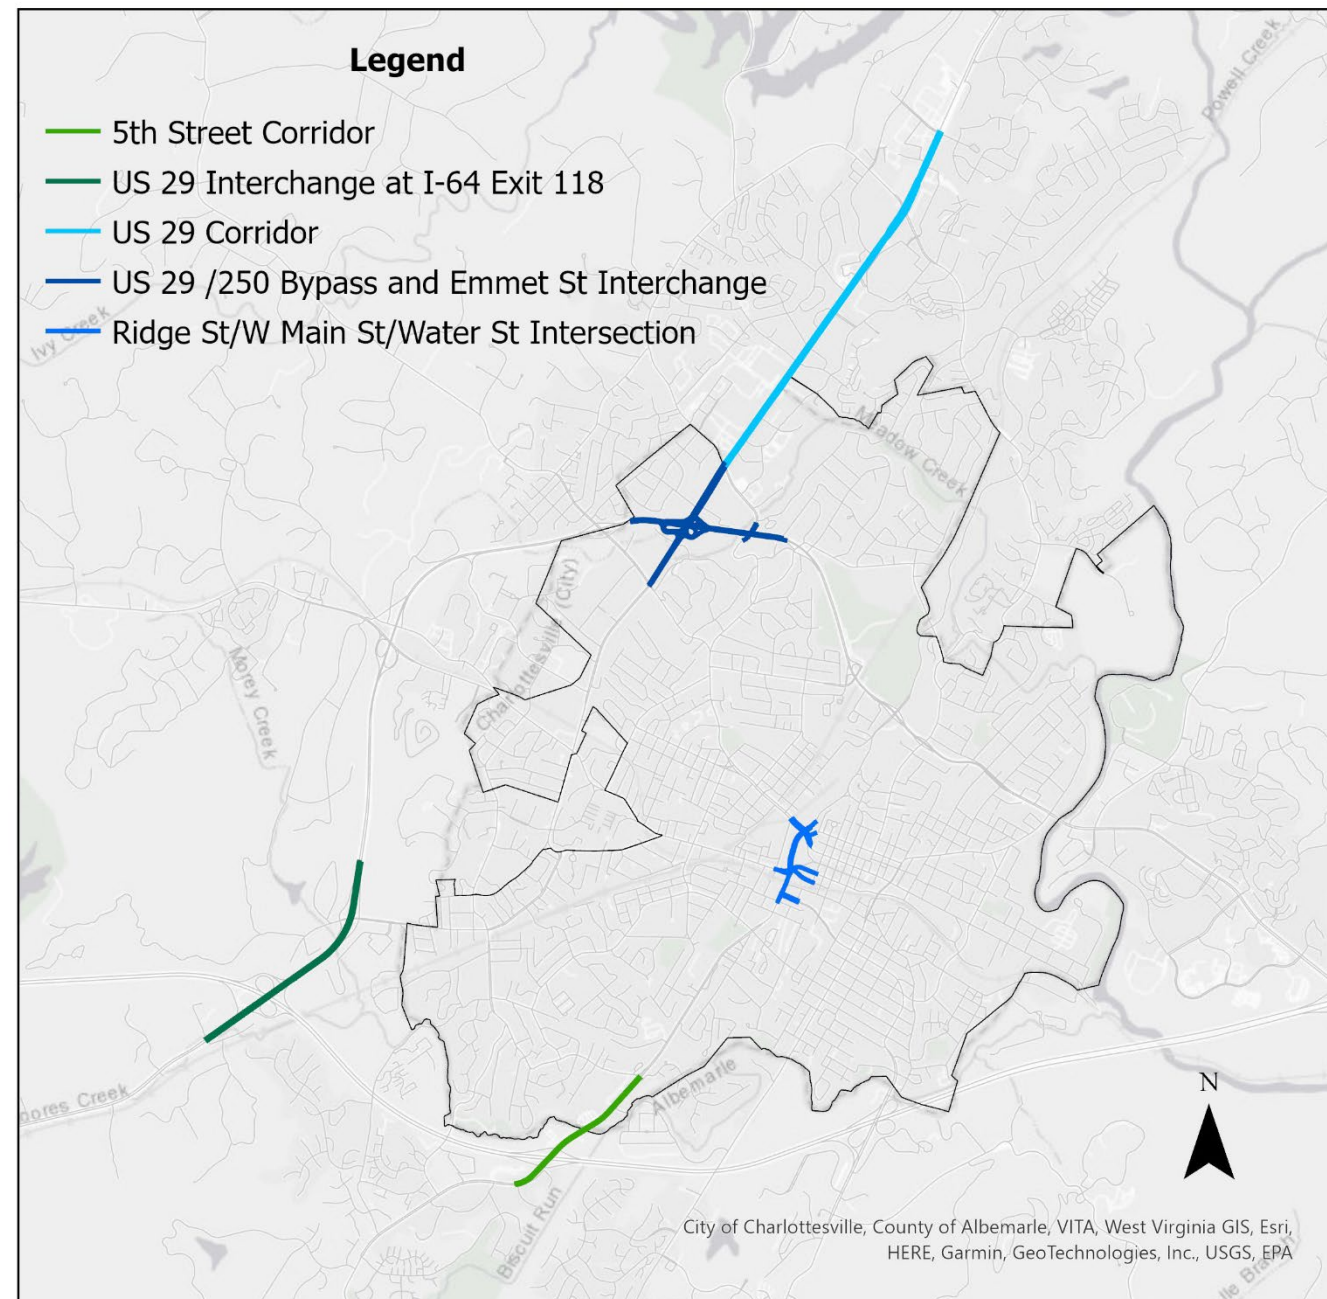 Legend
5th Street Corridor
US 29 Interchange at I-64 Exit 118
US 29 Corridor
US 29 /250 Bypass and Emmet St Interchange
Ridge St/W Main St/Water St Intersection
Powell Creek
Ivy Creek
Meadow Creek
Charlottesville (City)
Morey Creek
Creek
Albemarle
Biscuit Run
N
City of Charlottesville, County of Albemarle, VITA, West Virginia GIS, Esri,
HERE, Garmin, GeoTechnologies, Inc., USGS, EPA